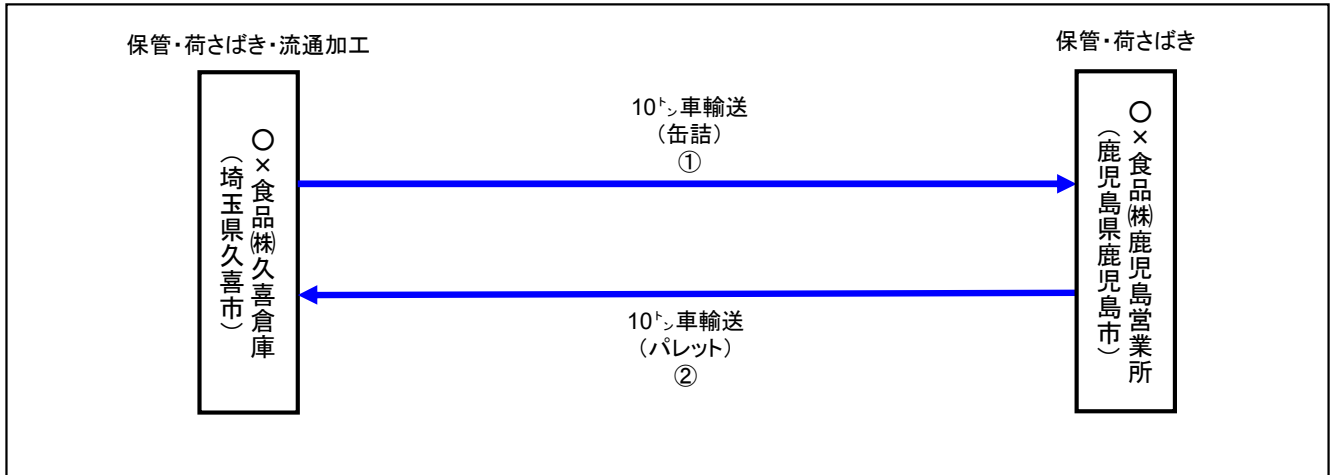 保管・荷さばき・流通加工
保管・荷さばき
〇×食品㈱久喜倉庫
（埼玉県久喜市）
10㌧車輸送
（缶詰）
①
10㌧車輸送
（パレット）
②
〇×食品㈱鹿児島営業所
（鹿児島県鹿児島市）